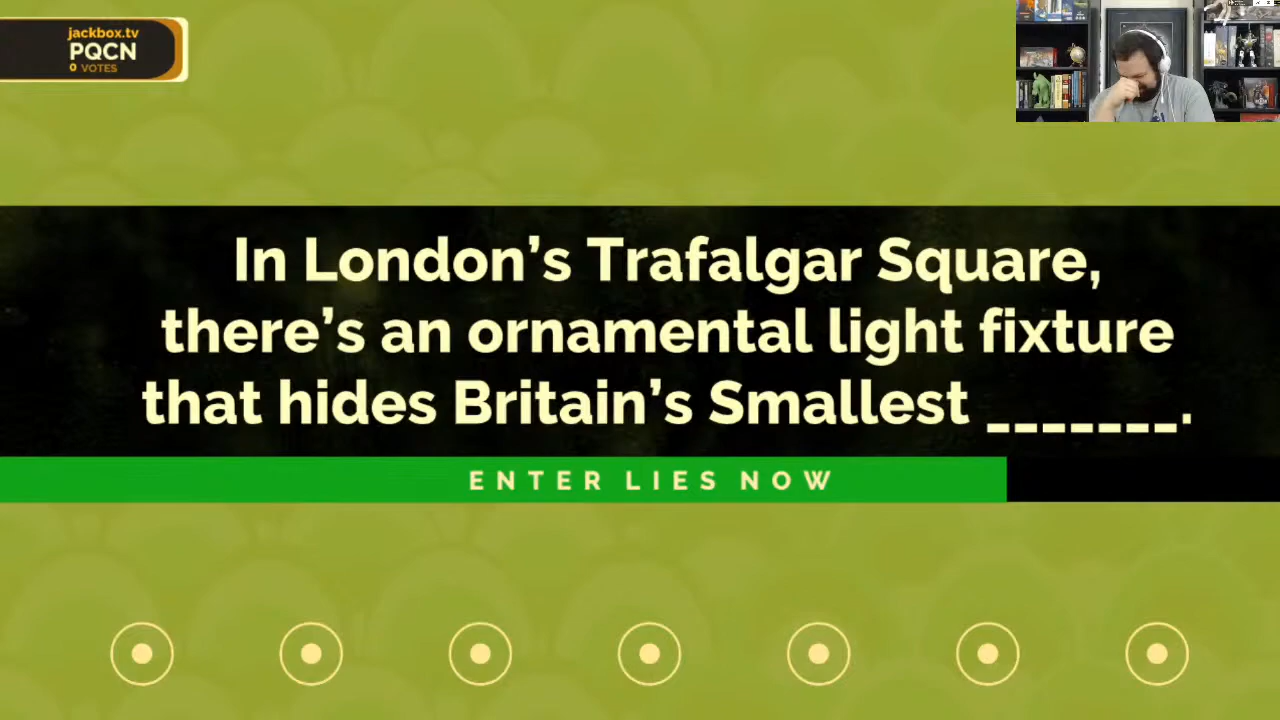 jackbox.tv
PQCN
0 VOTES
In London’s Trafalgar Square,
there’s an ornamental light fixture
that hides Britain’s Smallest _______.
ENTER LIES NOW